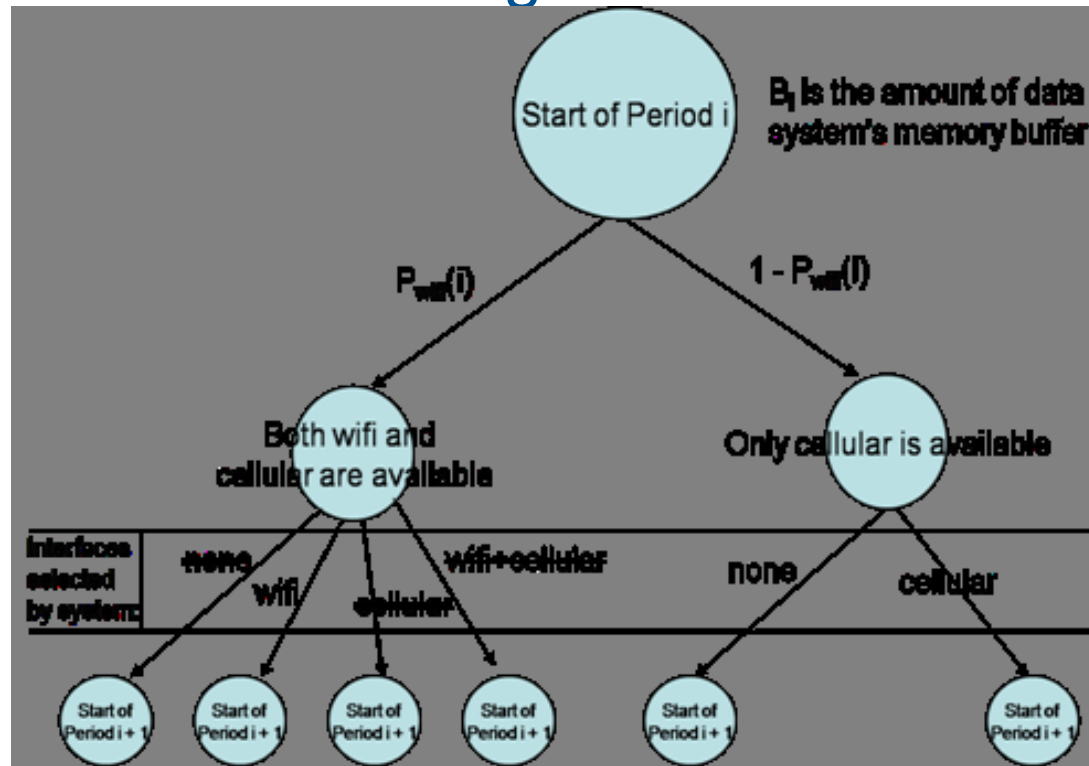 Start of Period i
B_i is the amount of data
system's memory buffer
P_wifi(i)
1 - P_wifi(i)
Both wifi and
cellular are available
Only cellular is available
Interfaces
selected
by system:
none
wifi
cellular
wifi+cellular
none
cellular
Start of
Period i + 1
Start of
Period i + 1
Start of
Period i + 1
Start of
Period i + 1
Start of
Period i + 1
Start of
Period i + 1